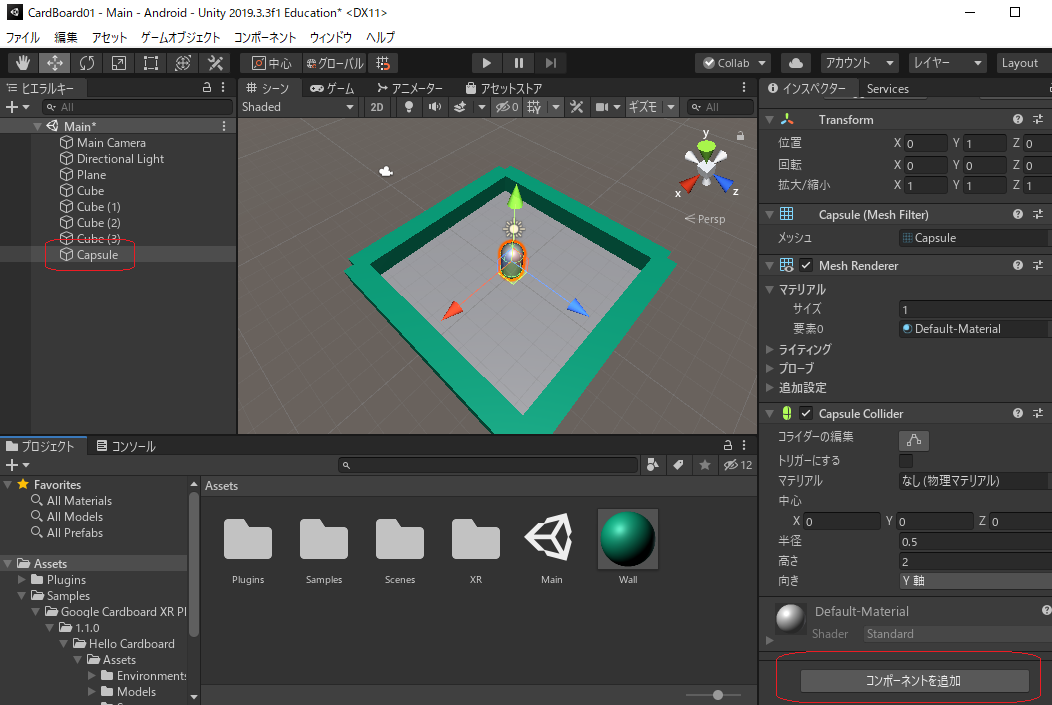 CardBoard01 - Main - Android - Unity 2019.3.3f1 Education* <DX11>
ファイル 編集 アセット ゲームオブジェクト コンポーネント ウィンドウ ヘルプ
中心 グローバル Collab アカウント レイヤー Layout
ヒエラルキー
All
Main*
Main Camera
Directional Light
Plane
Cube
Cube (1)
Cube (2)
Cube (3)
Capsule
シーン ゲーム アニメーター アセットストア
Shaded 2D 0 ギズモ All
y
x
z
Persp
インスペクター Services
Transform
位置 X 0 Y 1 Z 0
回転 X 0 Y 0 Z 0
拡大/縮小 X 1 Y 1 Z 1
Capsule (Mesh Filter)
メッシュ Capsule
Mesh Renderer
マテリアル
サイズ 1
要素0 Default-Material
ライティング
プローブ
追加設定
Capsule Collider
コライダーの編集
トリガーにする
マテリアル なし (物理マテリアル)
中心
X 0 Y 0 Z 0
半径 0.5
高さ 2
向き Y 軸
Default-Material
Shader Standard
コンポーネントを追加
プロジェクト コンソール
12
Favorites
All Materials
All Models
All Prefabs
Assets
Plugins
Samples
Google Cardboard XR Pl
1.1.0
Hello Cardboard
Assets
Environments
Models
Assets
Plugins Samples Scenes XR Main Wall